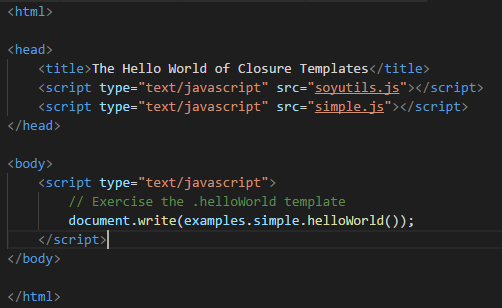 <html>
<head>
<title>The Hello World of Closure Templates</title>
<script type="text/javascript" src="soyutils.js"></script>
<script type="text/javascript" src="simple.js"></script>
</head>
<body>
<script type="text/javascript">
// Exercise the .helloWorld template
document.write(examples.simple.helloWorld());
</script>
</body>
</html>